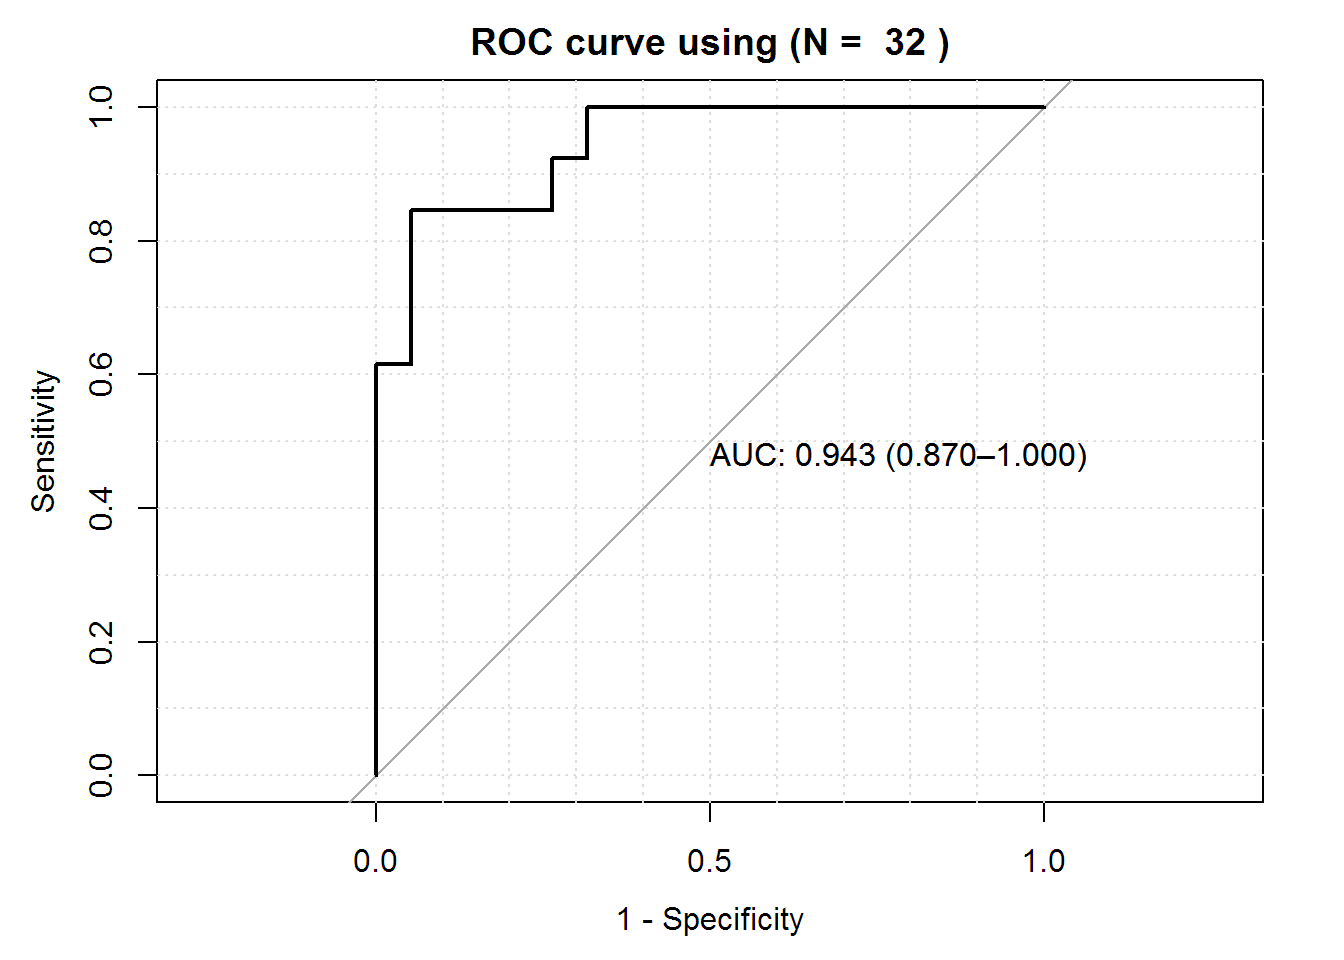 ROC curve using (N =  32 )
1.0
0.8
0.6
0.4
0.2
0.0
Sensitivity
AUC: 0.943 (0.870–1.000)
0.0
0.5
1.0
1 - Specificity